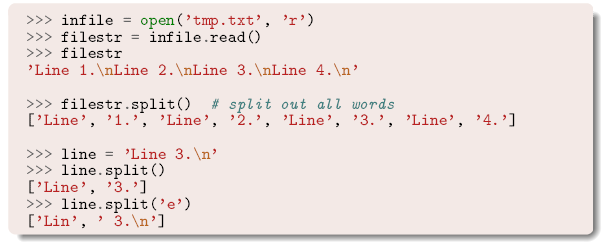 >>> infile = open('tmp.txt', 'r')
>>> filestr = infile.read()
>>> filestr
'Line 1.\nLine 2.\nLine 3.\nLine 4.\n'
>>> filestr.split()  # split out all words
['Line', '1.', 'Line', '2.', 'Line', '3.', 'Line', '4.']
>>> line = 'Line 3.\n'
>>> line.split()
['Line', '3.']
>>> line.split('e')
['Lin', ' 3.\n']